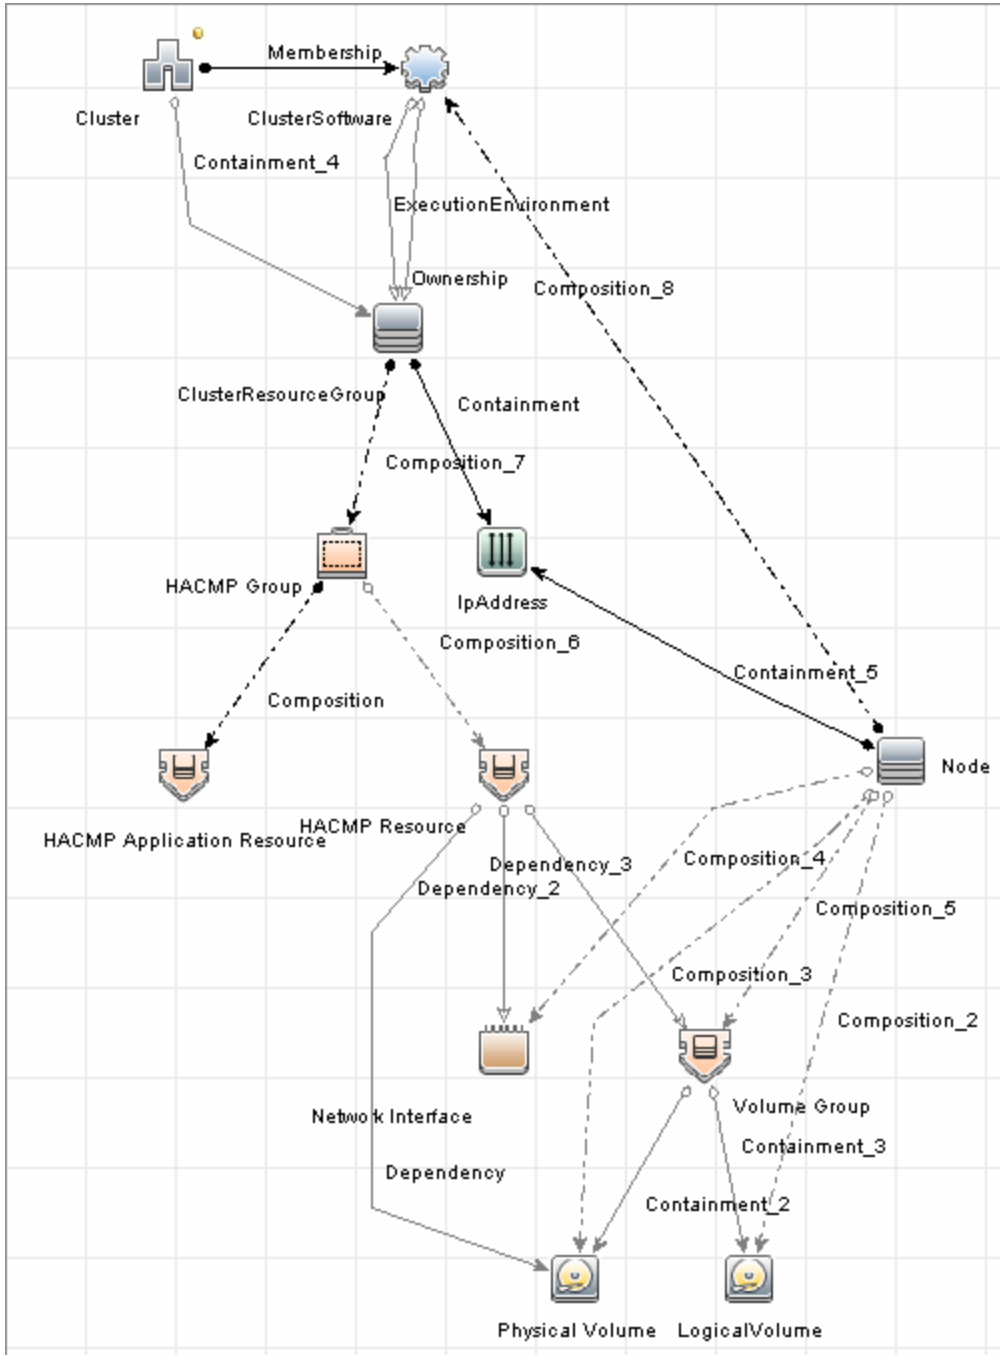 Membership
Cluster
ClusterSoftware
Containment_4
ExecutionEnvironment
Ownership
Composition_8
ClusterResourceGroup
Containment
Composition_7
HACMP Group
IpAddress
Composition_6
Containment_5
Composition
Node
HACMP Resource
HACMP Application Resource
Dependency_3
Composition_4
Dependency_2
Composition_5
Composition_3
Composition_2
Volume Group
Network Interface
Containment_3
Dependency
Containment_2
Physical Volume
LogicalVolume